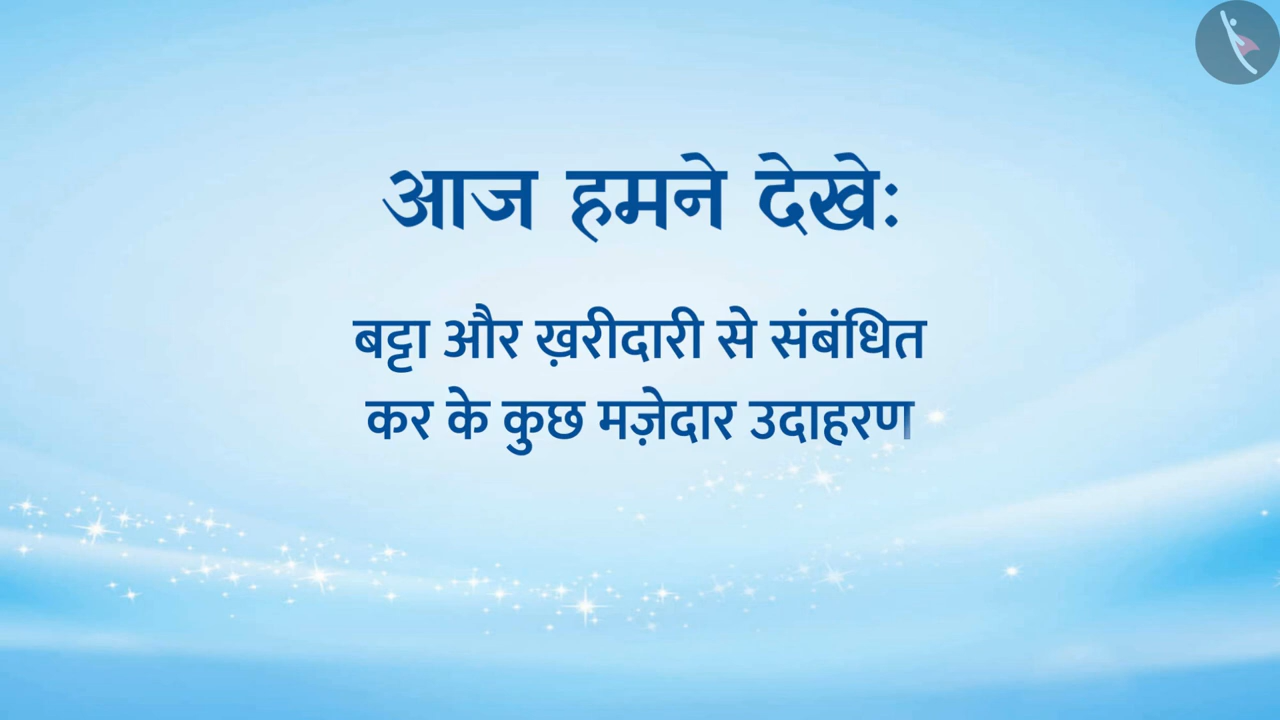 आज हमने देखे:
बट्टा और ख़रीदारी से संबंधित
कर के कुछ मज़ेदार उदाहरण